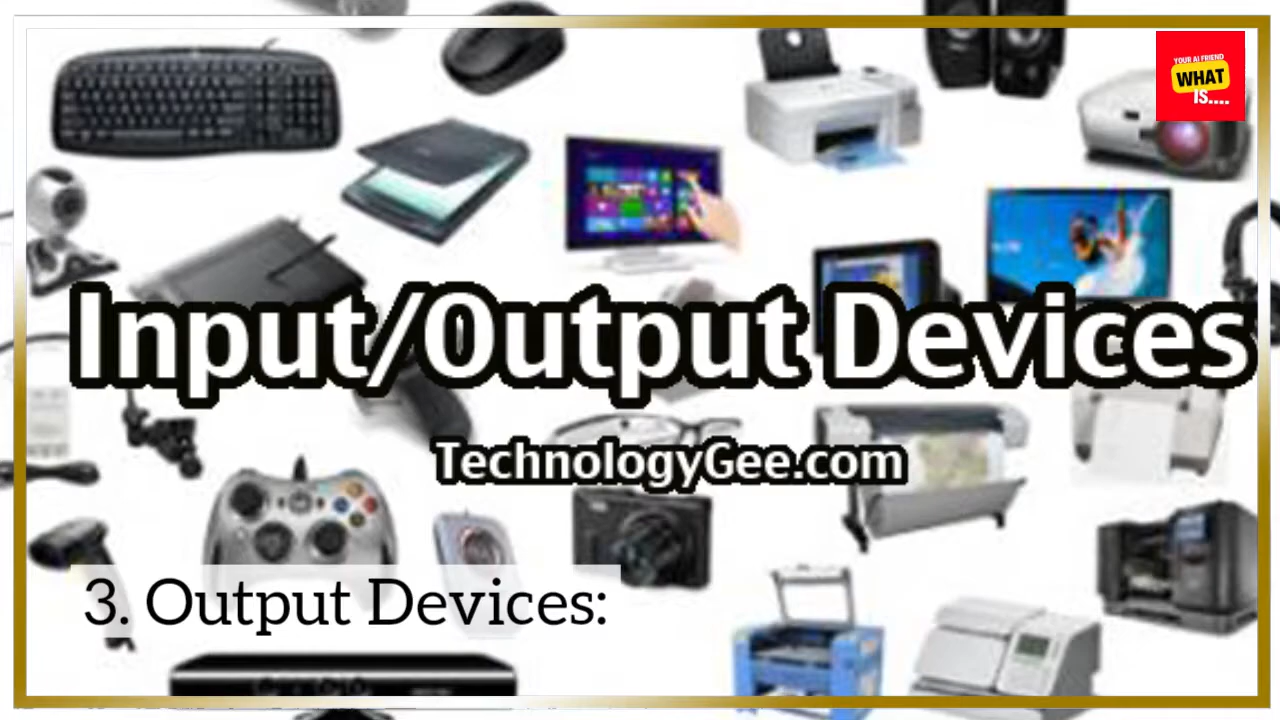 YOUR AI FRIEND
WHAT
IS....
Input/Output Devices
TechnologyGee.com
3. Output Devices: